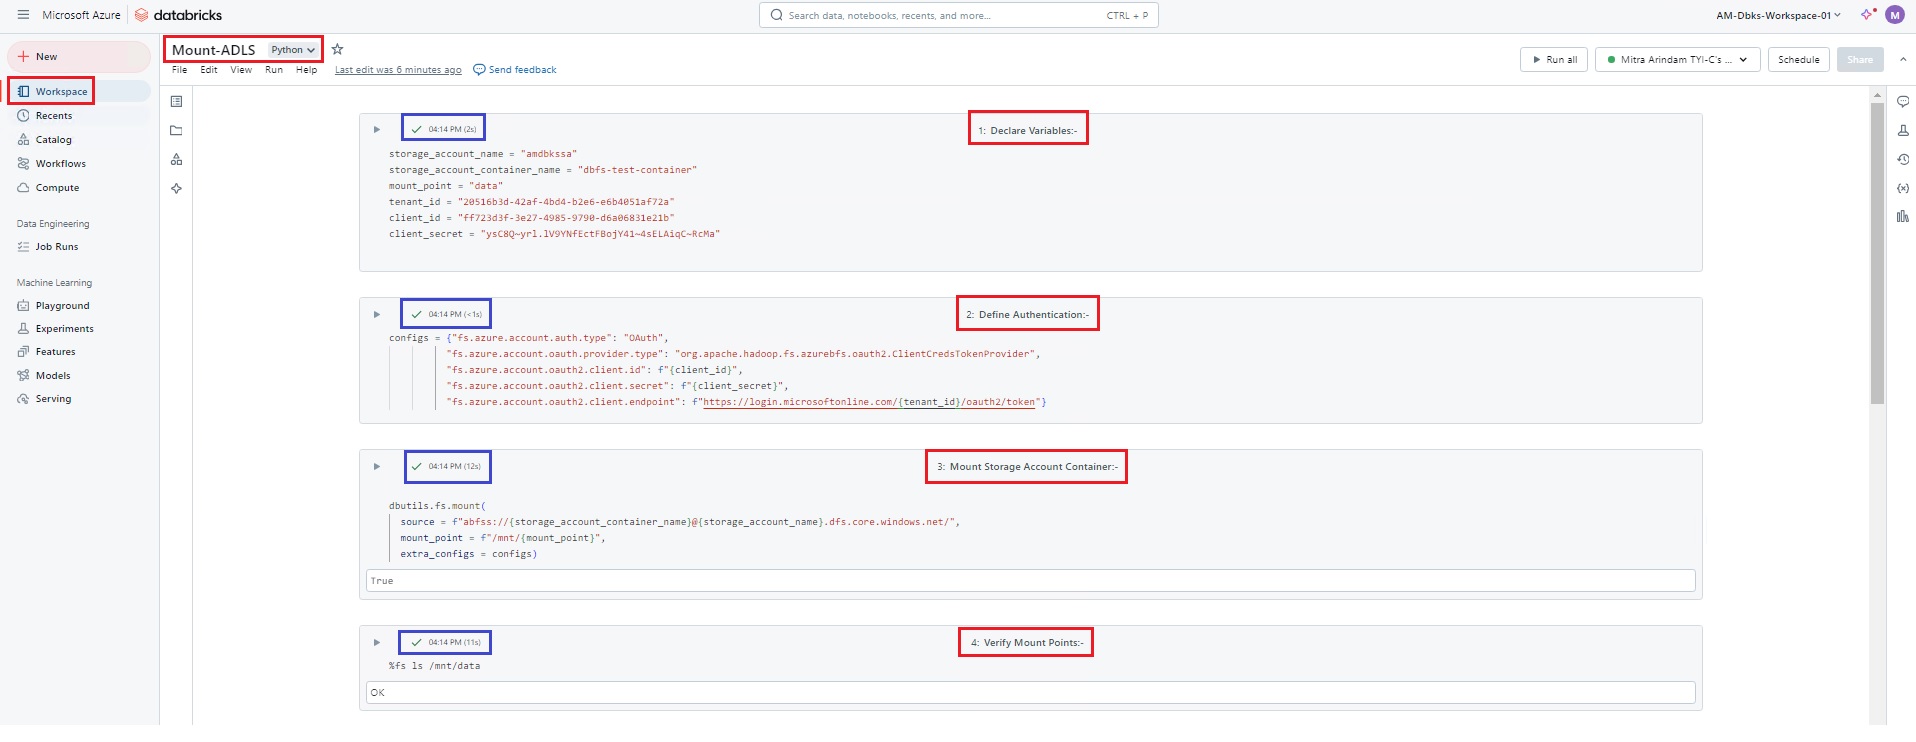 Microsoft Azure databricks
Search data, notebooks, recents, and more... CTRL + P
AM-Dbks-Workspace-01
M
New
Workspace
Recents
Catalog
Workflows
Compute
Data Engineering
Job Runs
Machine Learning
Playground
Experiments
Features
Models
Serving
Mount-ADLS Python
File Edit View Run Help Last edit was 6 minutes ago Send feedback
Run all Mitra Arindam TYI-C's ... Schedule Share
04:14 PM (2s) 1: Declare Variables:-
storage_account_name = "amdbkssa"
storage_account_container_name = "dbfs-test-container"
mount_point = "data"
tenant_id = "20516b3d-42af-4bd4-b2e6-e6b4051af72a"
client_id = "ff723d3f-3e27-4985-9790-d6a06831e21b"
client_secret = "ysC8Q~yrl.lV9YNfEctFBojY41~4sELAiqC~RcMa"
04:14 PM (<1s) 2: Define Authentication:-
configs = {"fs.azure.account.auth.type": "OAuth",
"fs.azure.account.oauth.provider.type": "org.apache.hadoop.fs.azurebfs.oauth2.ClientCredsTokenProvider",
"fs.azure.account.oauth2.client.id": f"{client_id}",
"fs.azure.account.oauth2.client.secret": f"{client_secret}",
"fs.azure.account.oauth2.client.endpoint": f"https://login.microsoftonline.com/{tenant_id}/oauth2/token"}
04:14 PM (12s) 3: Mount Storage Account Container:-
dbutils.fs.mount(
source = f"abfss://{storage_account_container_name}@{storage_account_name}.dfs.core.windows.net/",
mount_point = f"/mnt/{mount_point}",
extra_configs = configs)
True
04:14 PM (11s) 4: Verify Mount Points:-
%fs ls /mnt/data
OK